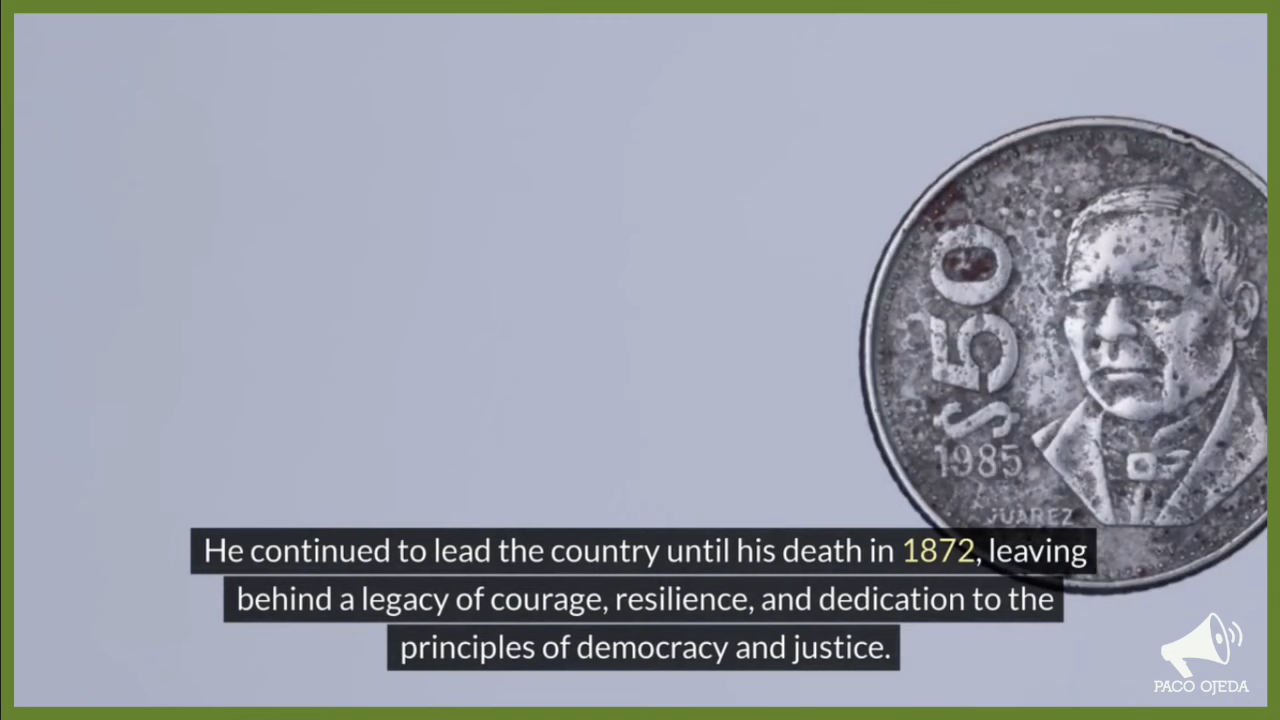 $50
1985
JUAREZ
He continued to lead the country until his death in 1872, leaving
behind a legacy of courage, resilience, and dedication to the
principles of democracy and justice.
PACO OJEDA